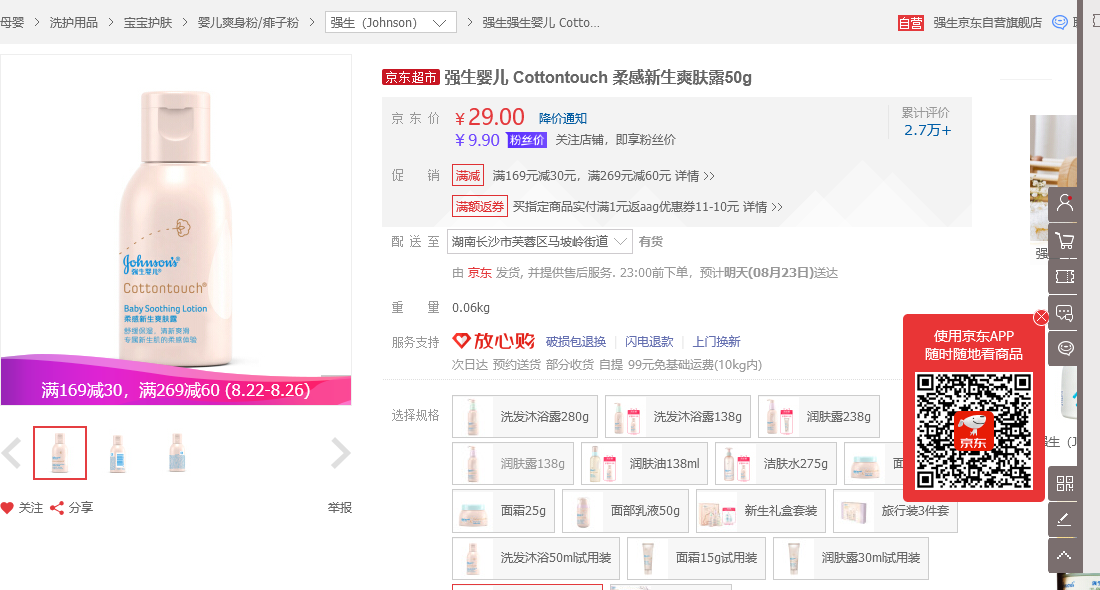 母婴 > 洗护用品 > 宝宝护肤 > 婴儿爽身粉/痱子粉 > 强生（Johnson） > 强生强生婴儿 Cotto...
自营 强生京东自营旗舰店
京东超市 强生婴儿 Cottontouch 柔感新生爽肤露50g
京东价 ￥29.00 降价通知
累计评价
2.7万+
￥9.90 粉丝价 关注店铺，即享粉丝价
促销 满减 满169元减30元，满269元减60元 详情 >>
满额返券 买指定商品实付满1元返aag优惠券11-10元 详情 >>
配送至 湖南长沙市芙蓉区马坡岭街道 有货
由 京东 发货, 并提供售后服务. 23:00前下单，预计明天(08月23日)送达
重量 0.06kg
服务支持 放心购 破损包退换 闪电退款 上门换新
次日达 预约送货 部分收货 自提 99元免基础运费(10kg内)
选择规格 洗发沐浴露280g 洗发沐浴露138g 润肤露238g
润肤露138g 润肤油138ml 洁肤水275g 面
面霜25g 面部乳液50g 新生礼盒套装 旅行装3件套
洗发沐浴50ml试用装 面霜15g试用装 润肤露30ml试用装
Johnson's
强生婴儿
Cottontouch
Baby Soothing Lotion
柔感新生爽肤露
舒缓保湿，清新爽滑
专属新生肌的柔感体验
满169减30，满269减60 (8.22-8.26)
关注 分享 举报
使用京东APP
随时随地看商品
京东
强
生（J